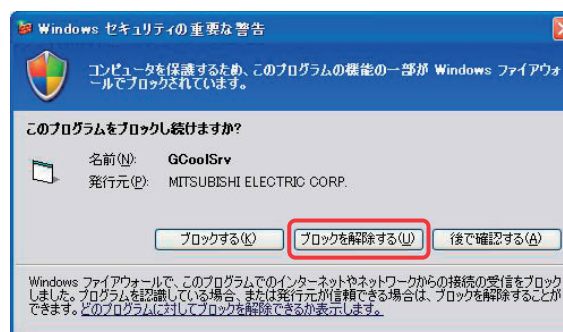 Windows セキュリティの重要な警告
コンピュータを保護するため、このプログラムの機能の一部が Windows ファイアウォ
ールでブロックされています。
このプログラムをブロックし続けますか?
名前(N): GCoolSrv
発行元(P): MITSUBISHI ELECTRIC CORP.
ブロックする(K) ブロックを解除する(U) 後で確認する(A)
Windows ファイアウォールで、このプログラムでのインターネットやネットワークからの接続の受信をブロック
しました。プログラムを認識している場合、または発行元が信頼できる場合は、ブロックを解除することが
できます。どのプログラムに対してブロックを解除できるか表示します。